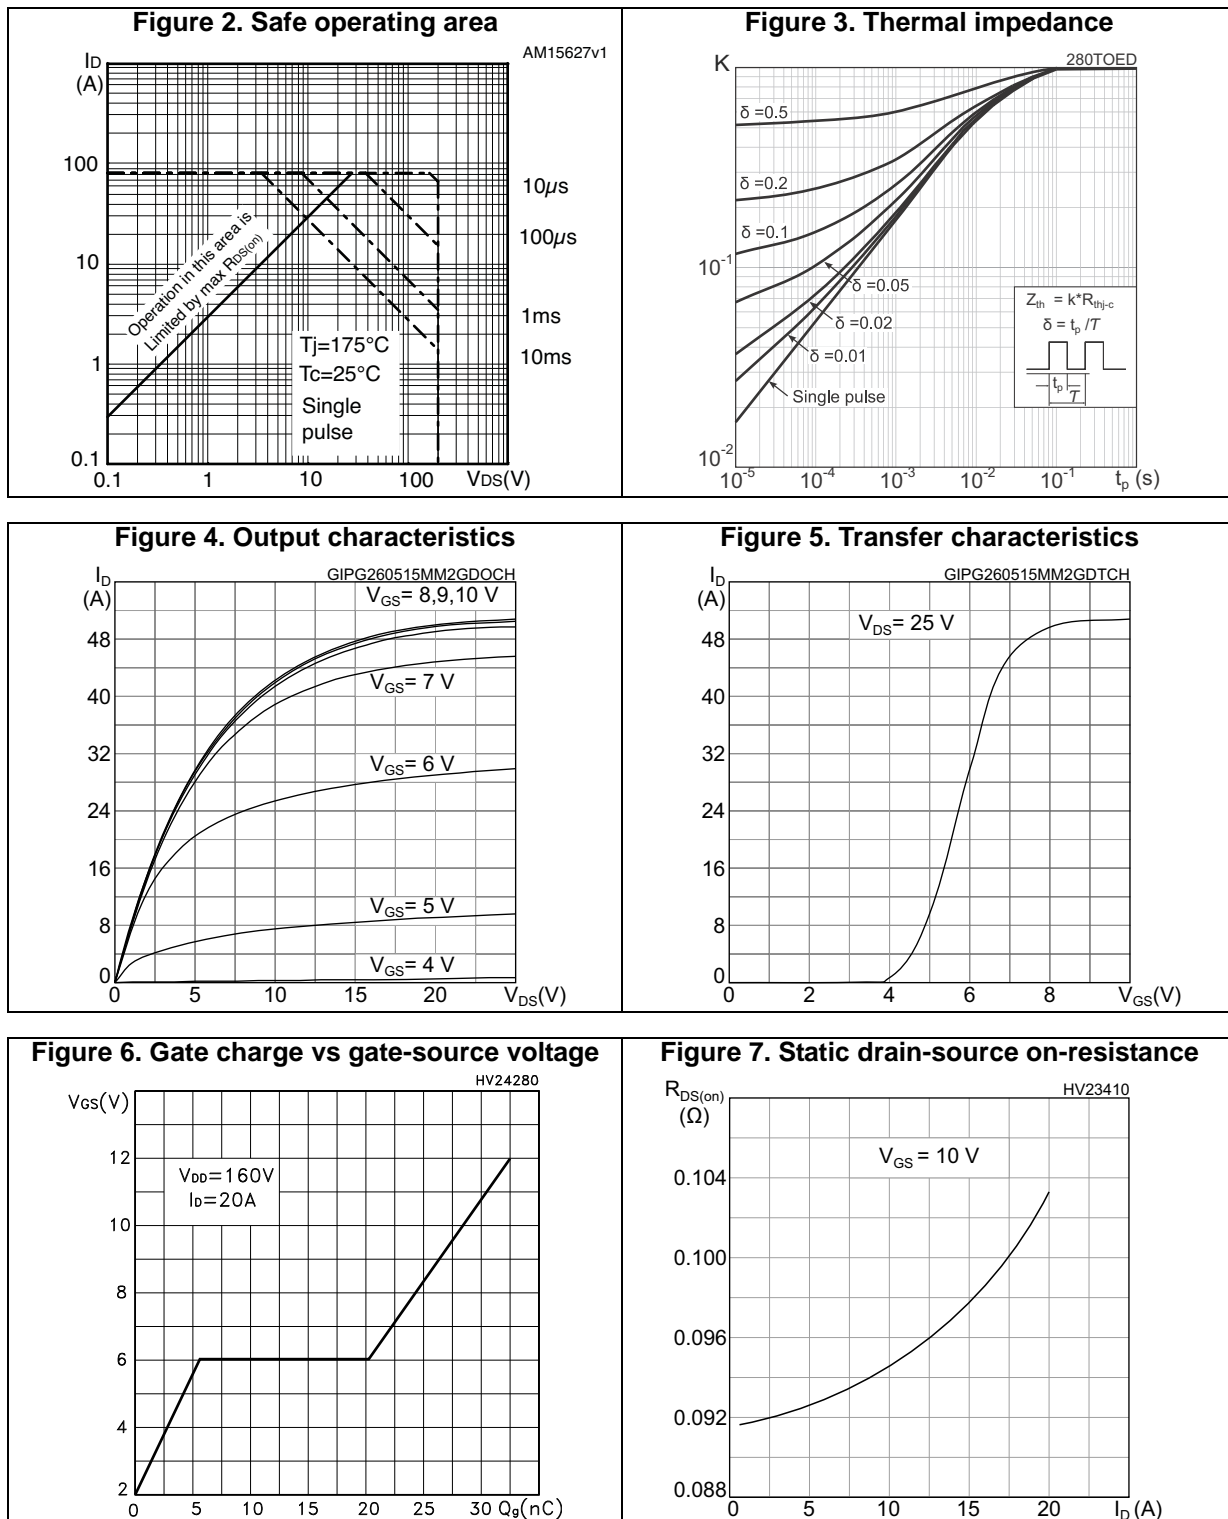 Figure 2. Safe operating area
AM15627v1
ID
(A)
100
10
1
0.1
0.1 1 10 100 VDS(V)
10µs
100µs
1ms
10ms
Operation in this area is
Limited by max RDS(on)
Tj=175°C
Tc=25°C
Single
pulse
Figure 3. Thermal impedance
280TOED
K
δ =0.5
δ =0.2
δ =0.1
10-1
δ =0.05
δ =0.02
δ =0.01
Single pulse
Zth = k*Rthj-c
δ = tp /Τ
tp
Τ
10-2
10-5 10-4 10-3 10-2 10-1 tp (s)
Figure 4. Output characteristics
GIPG260515MM2GDOCH
ID
(A)
VGS= 8,9,10 V
48
VGS= 7 V
40
32
VGS= 6 V
24
16
VGS= 5 V
8
VGS= 4 V
0
0 5 10 15 20 VDS(V)
Figure 5. Transfer characteristics
GIPG260515MM2GDTCH
ID
(A)
VDS= 25 V
48
40
32
24
16
8
0
0 2 4 6 8 VGS(V)
Figure 6. Gate charge vs gate-source voltage
HV24280
VGS(V)
VDD=160V
ID=20A
12
10
8
6
4
2
0 5 10 15 20 25 30 Qg(nC)
Figure 7. Static drain-source on-resistance
HV23410
RDS(on)
(Ω)
VGS = 10 V
0.104
0.100
0.096
0.092
0.088
0 5 10 15 20 ID(A)